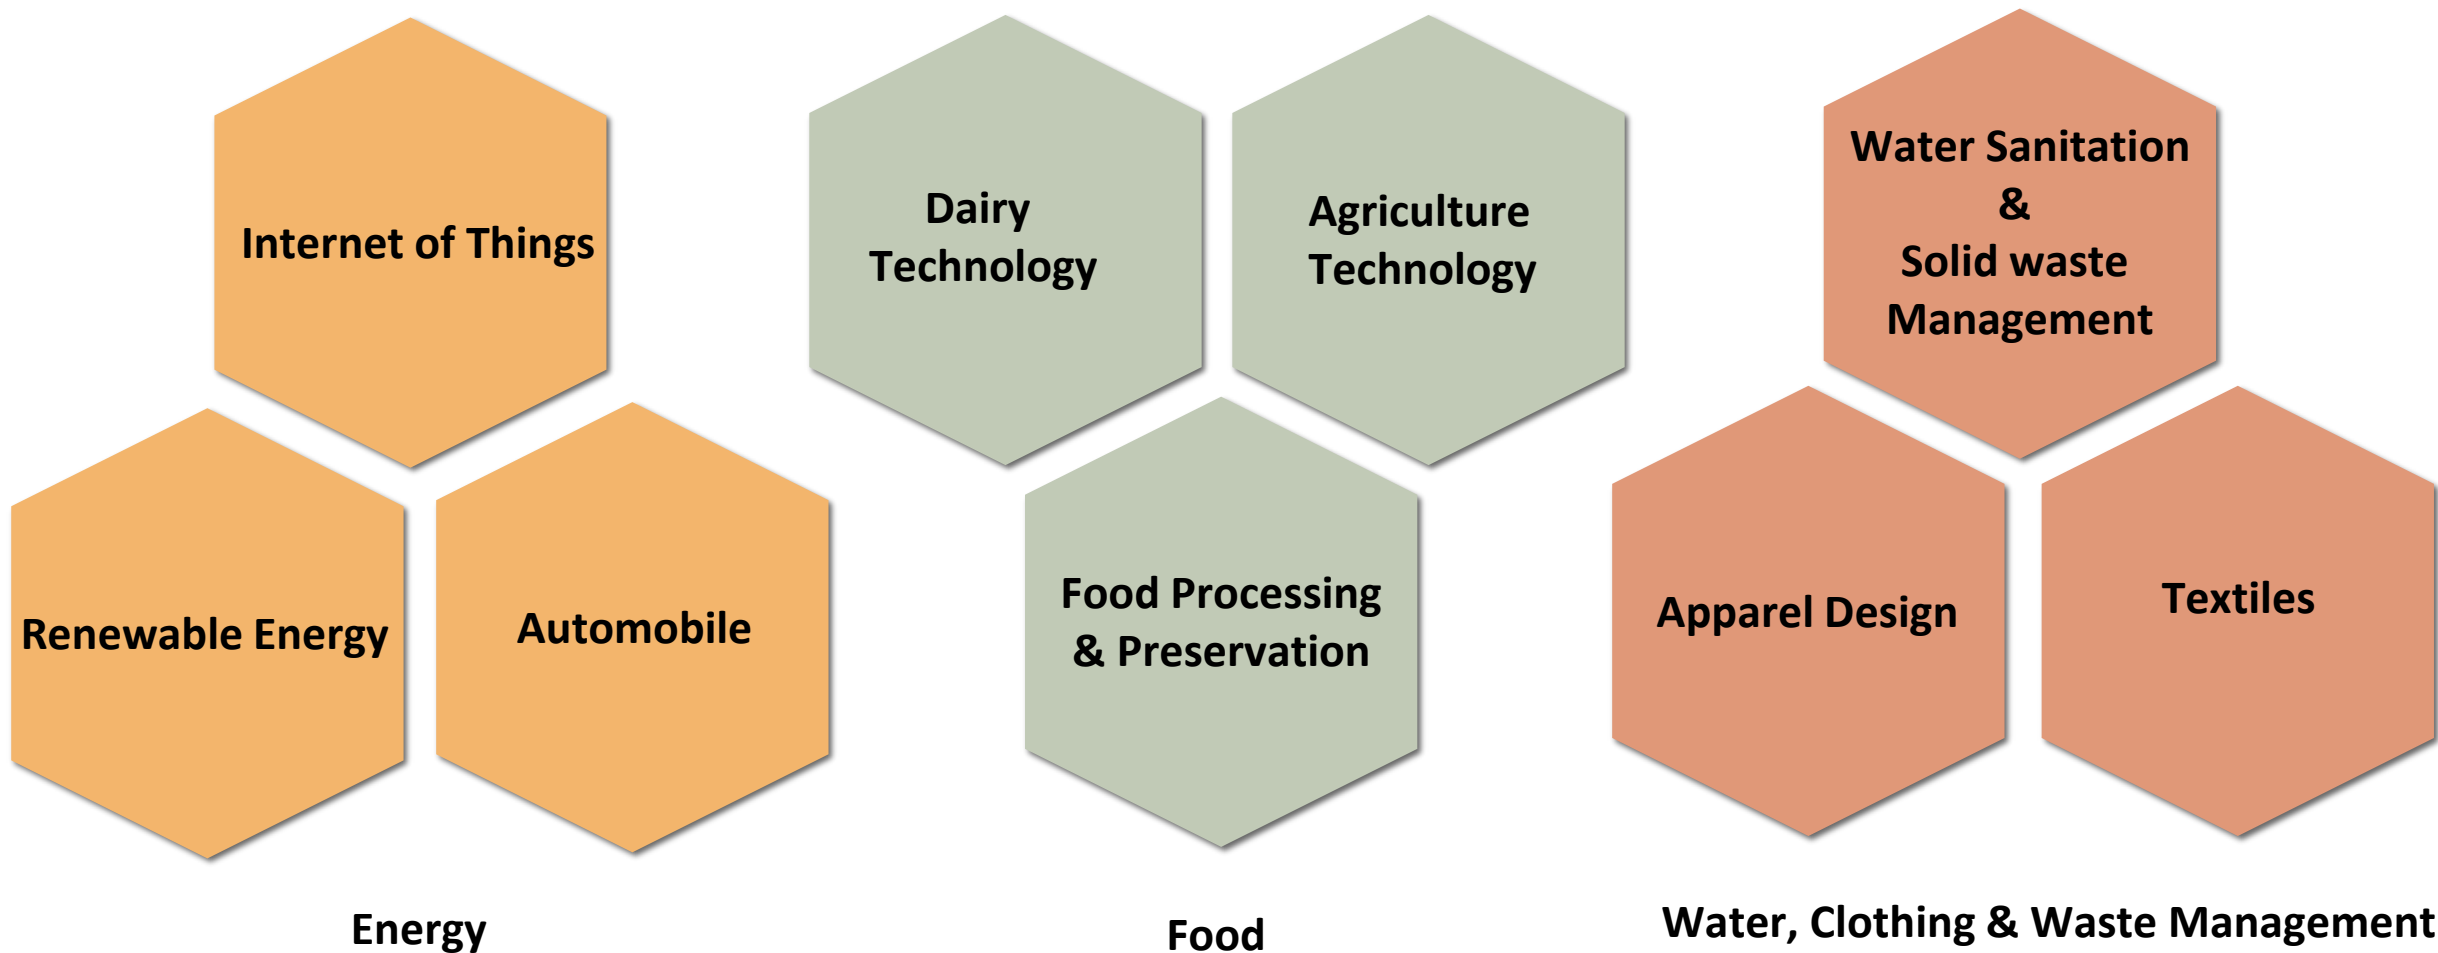 Internet of Things
Renewable Energy
Automobile
Energy
Dairy
Technology
Agriculture
Technology
Food Processing
& Preservation
Food
Water Sanitation
&
Solid waste
Management
Apparel Design
Textiles
Water, Clothing & Waste Management